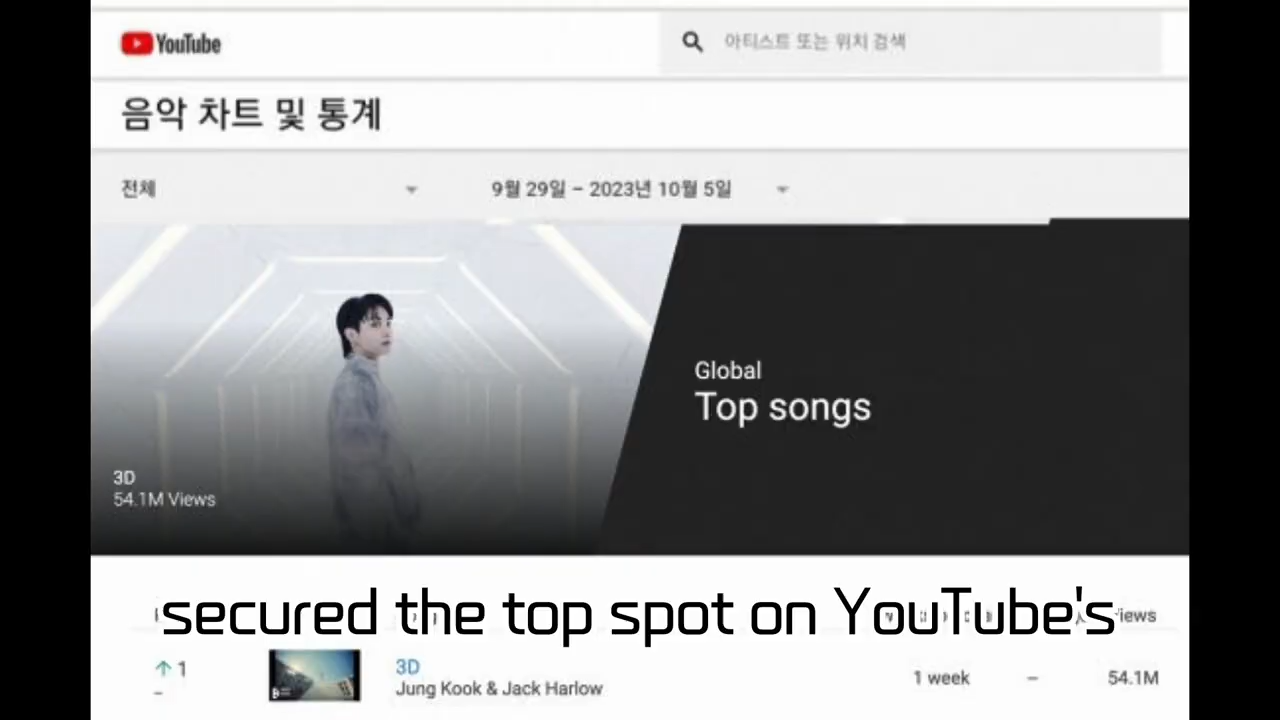 YouTube
아티스트 또는 위치 검색
음악 차트 및 통계
전체
9월 29일 – 2023년 10월 5일
Global
Top songs
3D
54.1M Views
secured the top spot on YouTube's
1
3D
Jung Kook & Jack Harlow
1 week
–
54.1M
–